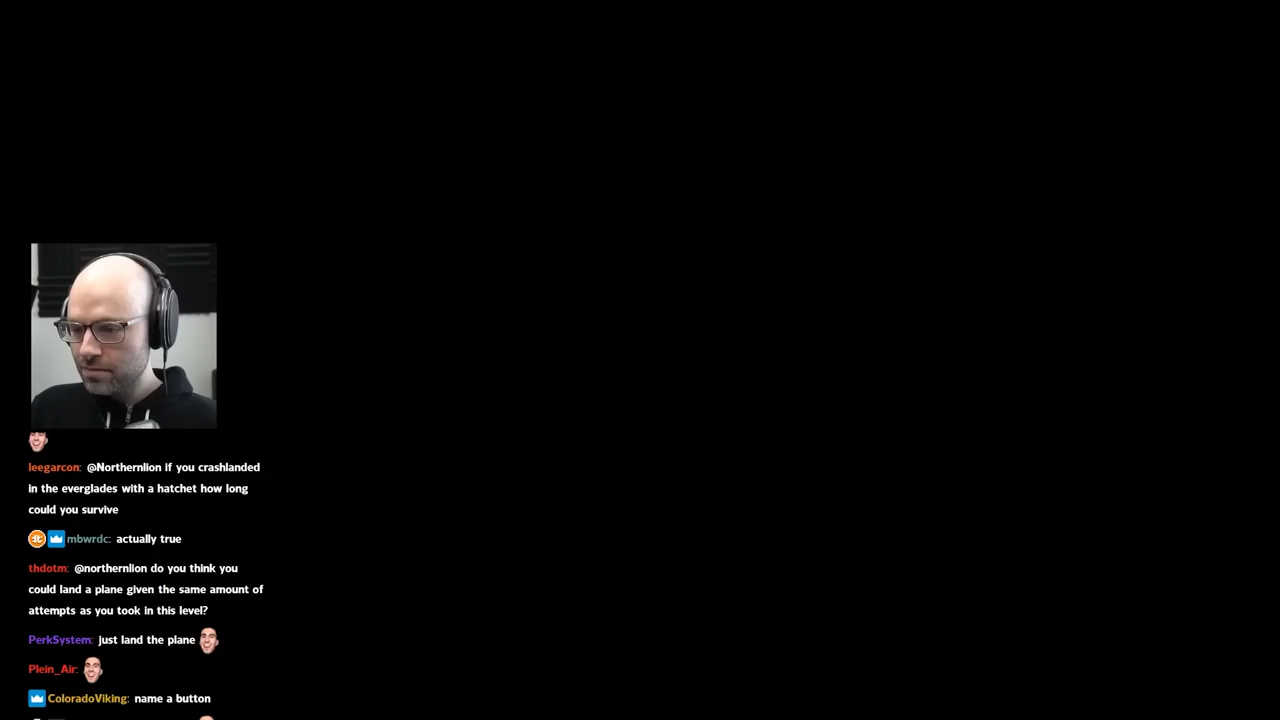 leegarcon: @Northernlion if you crashlanded
in the everglades with a hatchet how long
could you survive
mbwrdc: actually true
thdotm: @northernlion do you think you
could land a plane given the same amount of
attempts as you took in this level?
PerkSystem: just land the plane
Plein_Air:
ColoradoViking: name a button